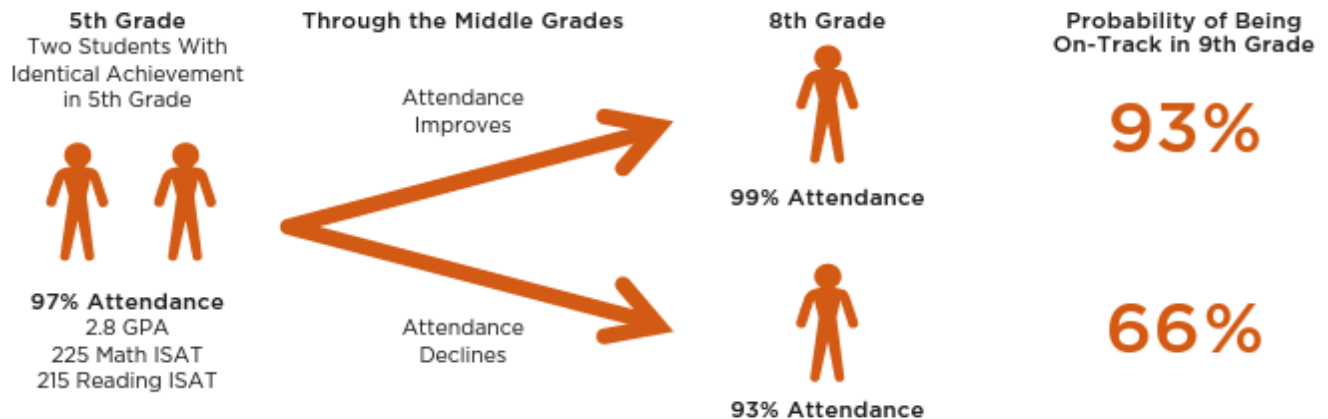 5th Grade
Two Students With
Identical Achievement
in 5th Grade
97% Attendance
2.8 GPA
225 Math ISAT
215 Reading ISAT
Through the Middle Grades
Attendance
Improves
Attendance
Declines
8th Grade
99% Attendance
93% Attendance
Probability of Being
On-Track in 9th Grade
93%
66%